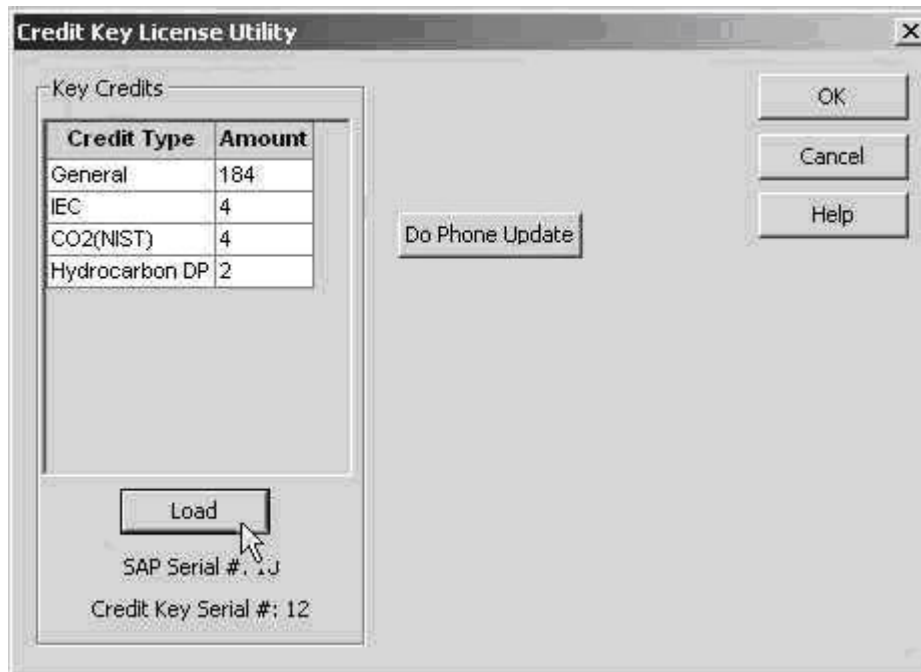 Credit Key License Utility
Key Credits
Credit Type Amount
General 184
IEC 4
CO2(NIST) 4
Hydrocarbon DP 2
Load
SAP Serial #:
Credit Key Serial #: 12
Do Phone Update
OK
Cancel
Help